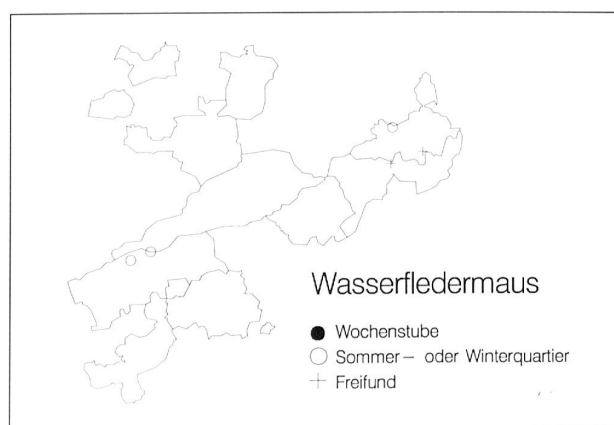 Wasserfledermaus
Wochenstube
Sommer– oder Winterquartier
Freifund